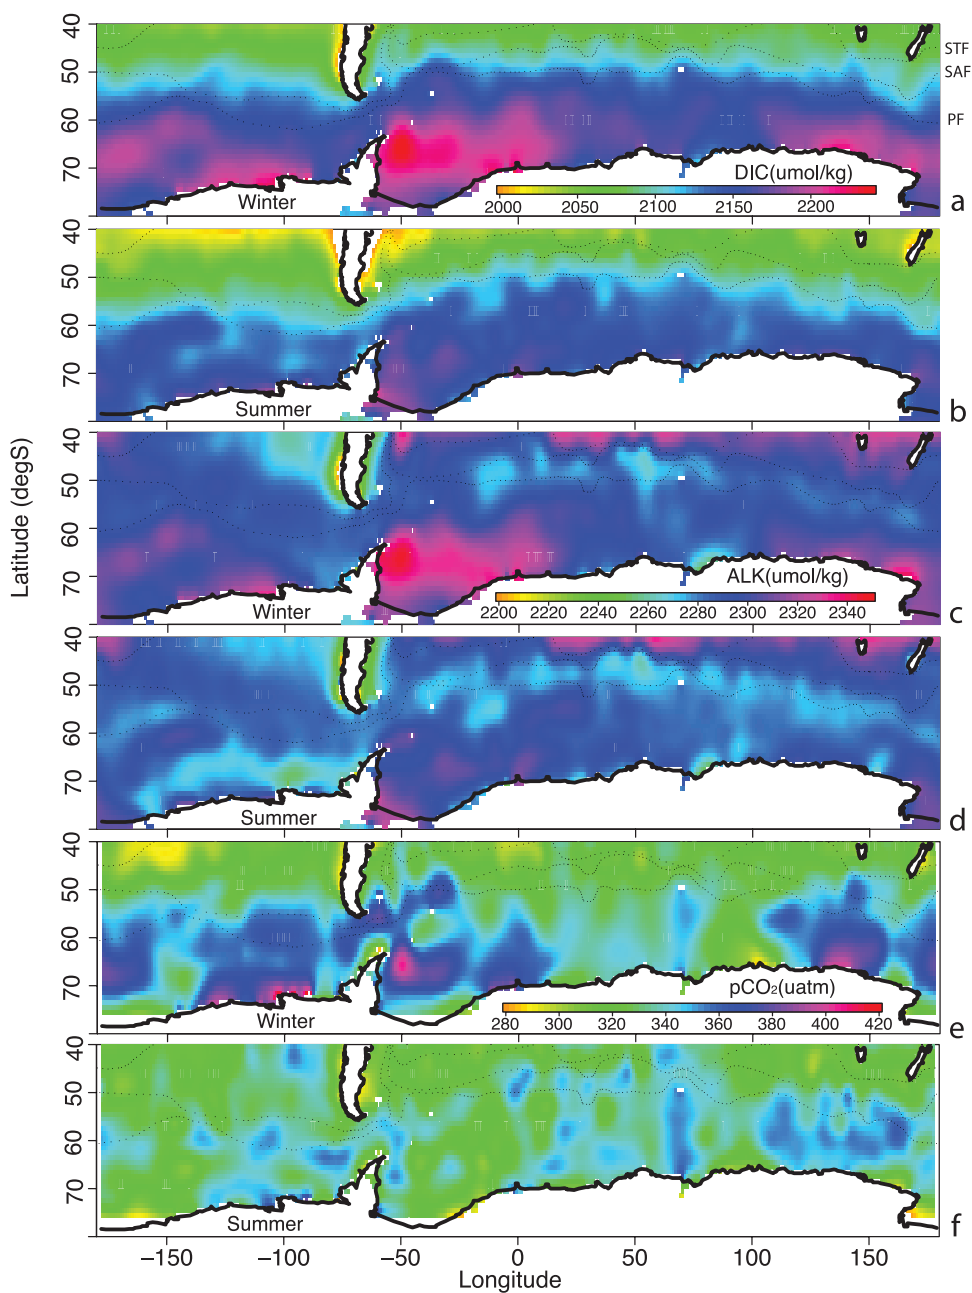 40
50
60
70
STF
SAF
PF
DIC(umol/kg)
2000 2050 2100 2150 2200
Winter
a
40
50
60
70
Summer
b
40
50
60
70
ALK(umol/kg)
2200 2220 2240 2260 2280 2300 2320 2340
Winter
c
40
50
60
70
Summer
d
40
50
60
70
pCO₂(uatm)
280 300 320 340 360 380 400 420
Winter
e
40
50
60
70
Summer
f
Latitude (degS)
−150 −100 −50 0 50 100 150
Longitude